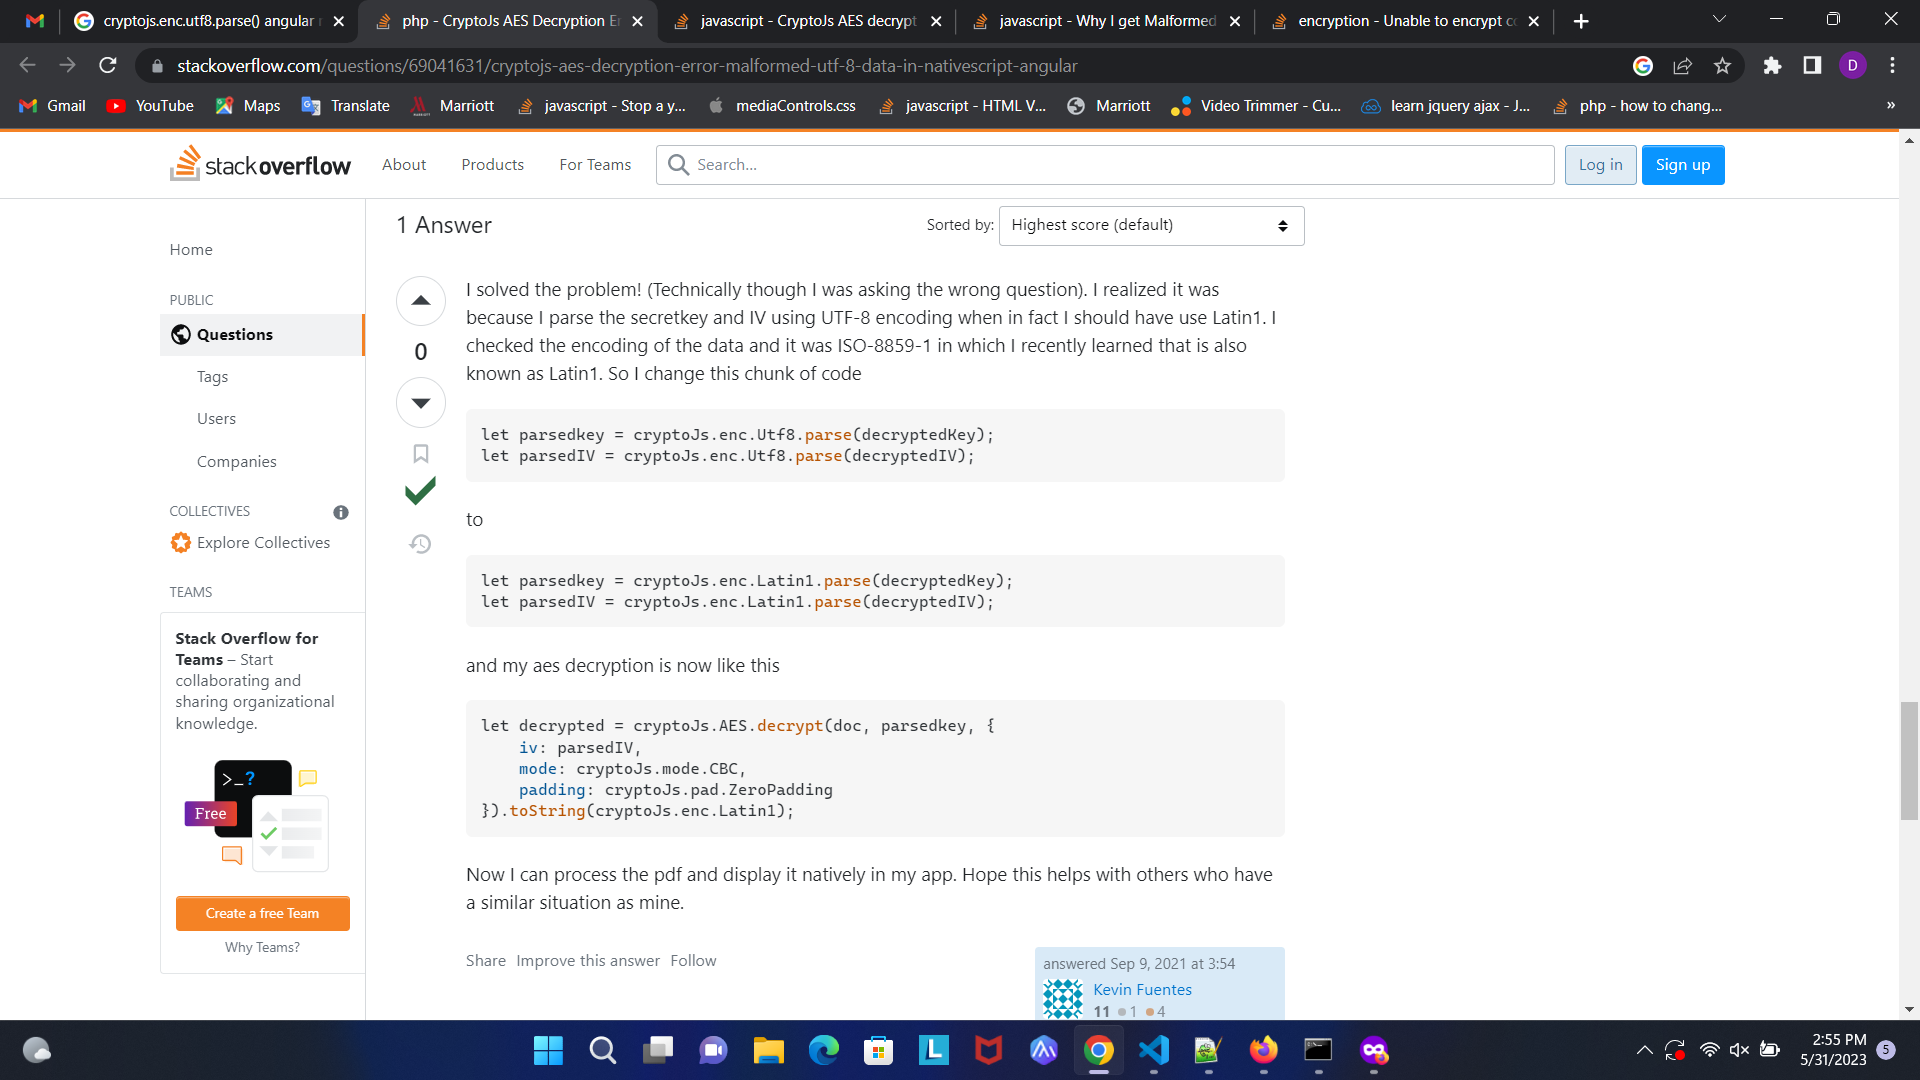 cryptojs.enc.utf8.parse() angular
php - CryptoJs AES Decryption E
javascript - CryptoJs AES decrypt
javascript - Why I get Malformed
encryption - Unable to encrypt c
stackoverflow.com/questions/69041631/cryptojs-aes-decryption-error-malformed-utf-8-data-in-nativescript-angular
D
Gmail
YouTube
Maps
Translate
Marriott
javascript - Stop a y...
mediaControls.css
javascript - HTML V...
Marriott
Video Trimmer - Cu...
learn jquery ajax - J...
php - how to chang...
»
stackoverflow
About
Products
For Teams
Search...
Log in
Sign up
Home
PUBLIC
Questions
Tags
Users
Companies
COLLECTIVES
Explore Collectives
TEAMS
Stack Overflow for
Teams – Start
collaborating and
sharing organizational
knowledge.
>_?
Free
Create a free Team
Why Teams?
1 Answer
Sorted by:
Highest score (default)
0
I solved the problem! (Technically though I was asking the wrong question). I realized it was
because I parse the secretkey and IV using UTF-8 encoding when in fact I should have use Latin1. I
checked the encoding of the data and it was ISO-8859-1 in which I recently learned that is also
known as Latin1. So I change this chunk of code
let parsedkey = cryptoJs.enc.Utf8.parse(decryptedKey);
let parsedIV = cryptoJs.enc.Utf8.parse(decryptedIV);
to
let parsedkey = cryptoJs.enc.Latin1.parse(decryptedKey);
let parsedIV = cryptoJs.enc.Latin1.parse(decryptedIV);
and my aes decryption is now like this
let decrypted = cryptoJs.AES.decrypt(doc, parsedkey, {
iv: parsedIV,
mode: cryptoJs.mode.CBC,
padding: cryptoJs.pad.ZeroPadding
}).toString(cryptoJs.enc.Latin1);
Now I can process the pdf and display it natively in my app. Hope this helps with others who have
a similar situation as mine.
Share Improve this answer Follow
answered Sep 9, 2021 at 3:54
Kevin Fuentes
11 1 4
2:55 PM
5/31/2023
5